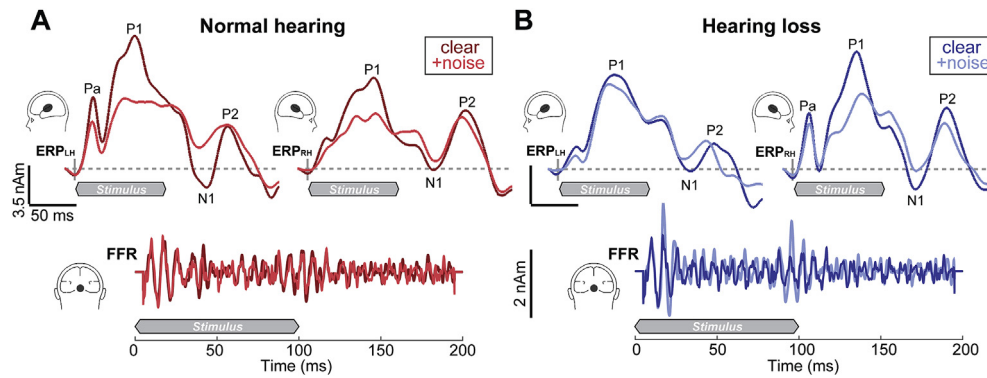 A
Normal hearing
clear
+noise
P1
Pa
P2
N1
ERPLH
Stimulus
3.5 nAm
50 ms
P1
P2
N1
ERPRH
Stimulus
FFR
Stimulus
0 50 100 150 200
Time (ms)
B
Hearing loss
clear
+noise
P1
P2
N1
ERPLH
Stimulus
P1
Pa
P2
N1
ERPRH
Stimulus
2 nAm
FFR
Stimulus
0 50 100 150 200
Time (ms)